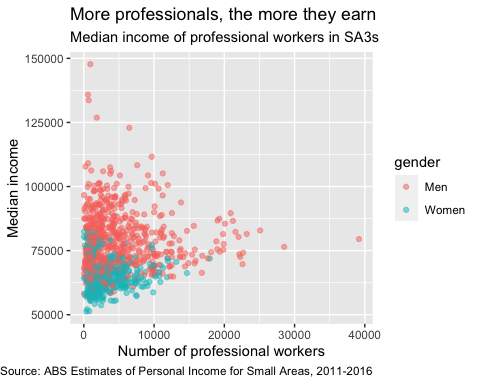 More professionals, the more they earn
Median income of professional workers in SA3s
150000
125000
100000
75000
50000
Median income
0
10000
20000
30000
40000
Number of professional workers
gender
Men
Women
Source: ABS Estimates of Personal Income for Small Areas, 2011-2016